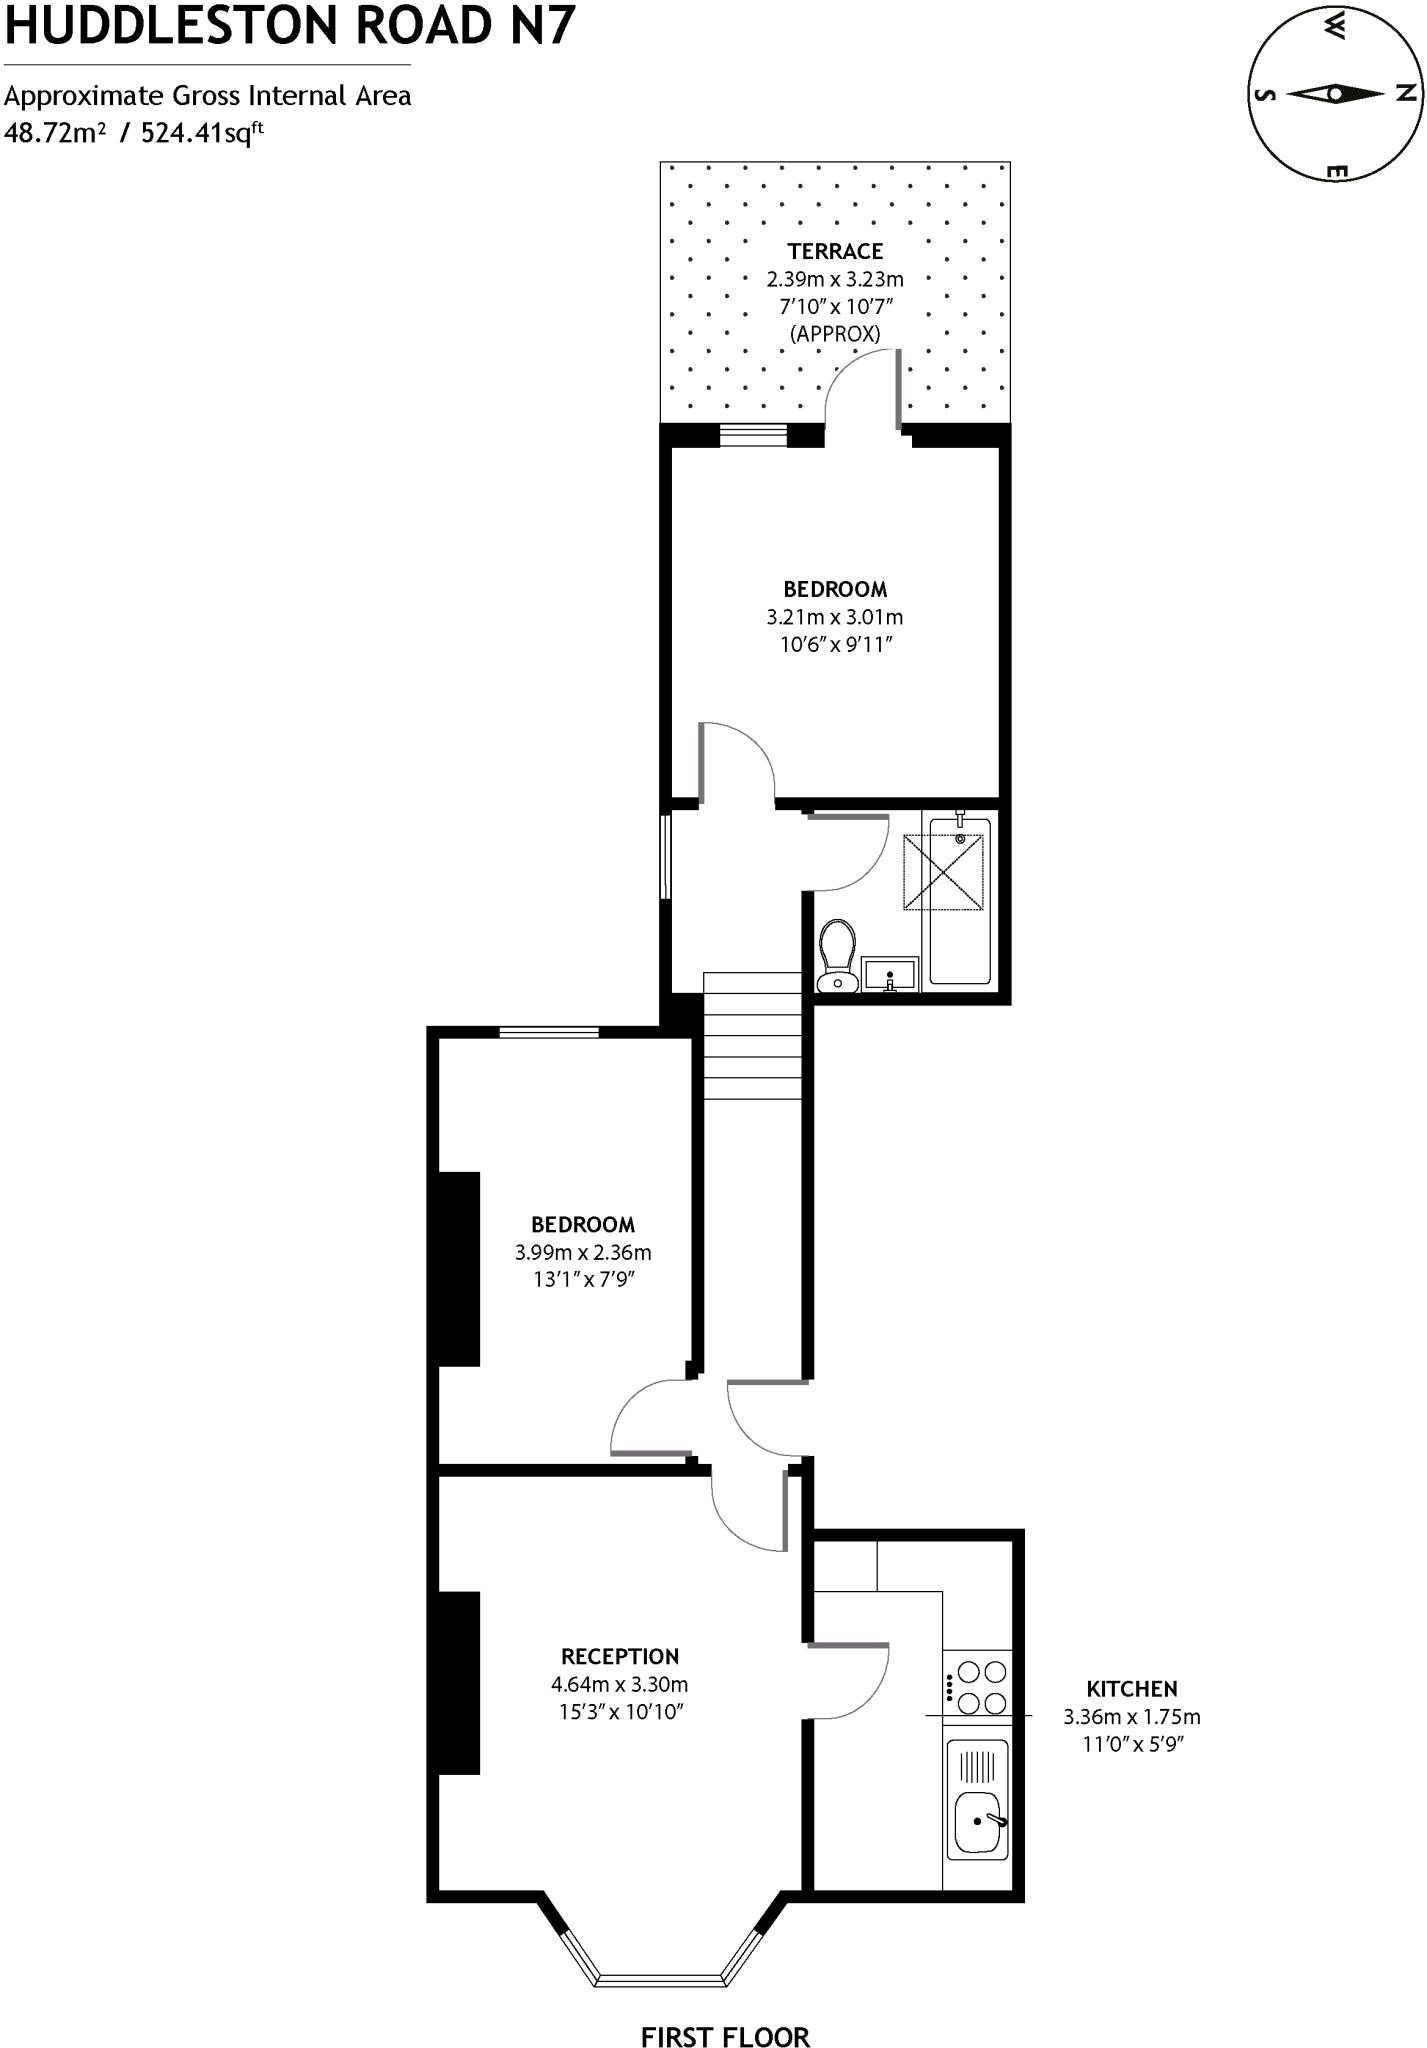 HUDDLESTON ROAD N7
Approximate Gross Internal Area
48.72m² / 524.41sqft
W
S
N
E
TERRACE
2.39m x 3.23m
7’10” x 10’7”
(APPROX)
BEDROOM
3.21m x 3.01m
10’6” x 9’11”
BEDROOM
3.99m x 2.36m
13’1” x 7’9”
RECEPTION
4.64m x 3.30m
15’3” x 10’10”
KITCHEN
3.36m x 1.75m
11’0” x 5’9”
FIRST FLOOR